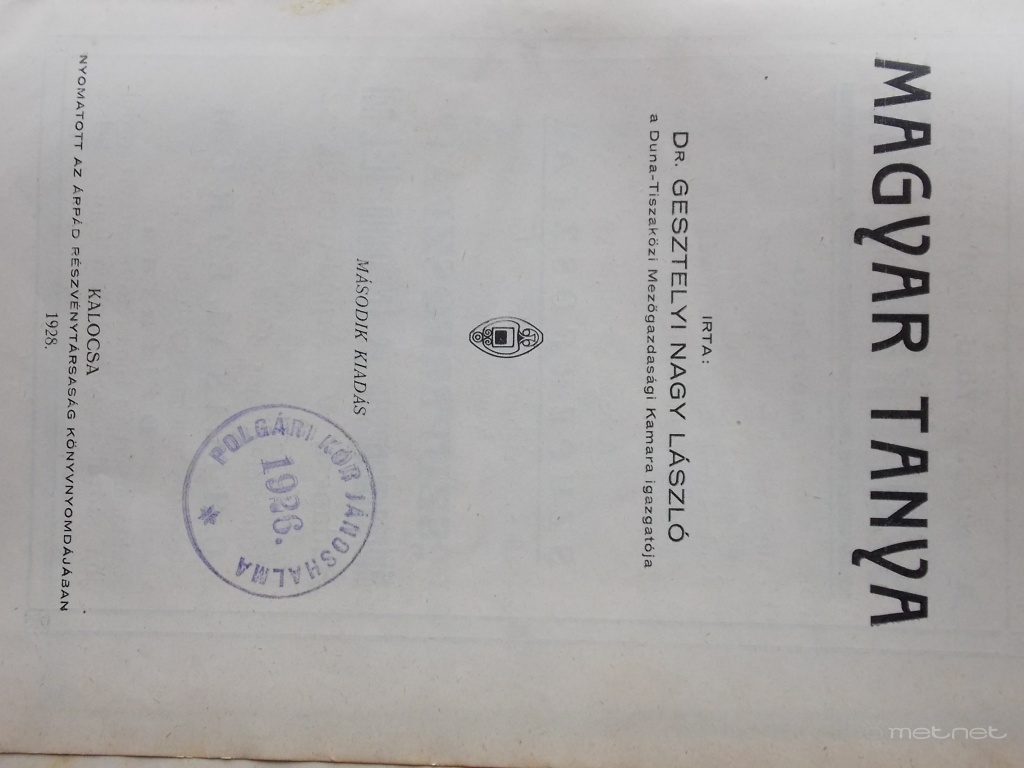 MAGYAR TANYA
IRTA:
DR. GESZTELYI NAGY LÁSZLÓ
a Duna-Tiszaközi Mezőgazdasági Kamara igazgatója
MÁSODIK KIADÁS
POLGÁRI KÖR JÁNOSHALMA
1926.
KALOCSA
NYOMATOTT AZ ÁRPÁD RÉSZVÉNYTÁRSASÁG KÖNYVNYOMDÁJÁBAN
1928.
metnet